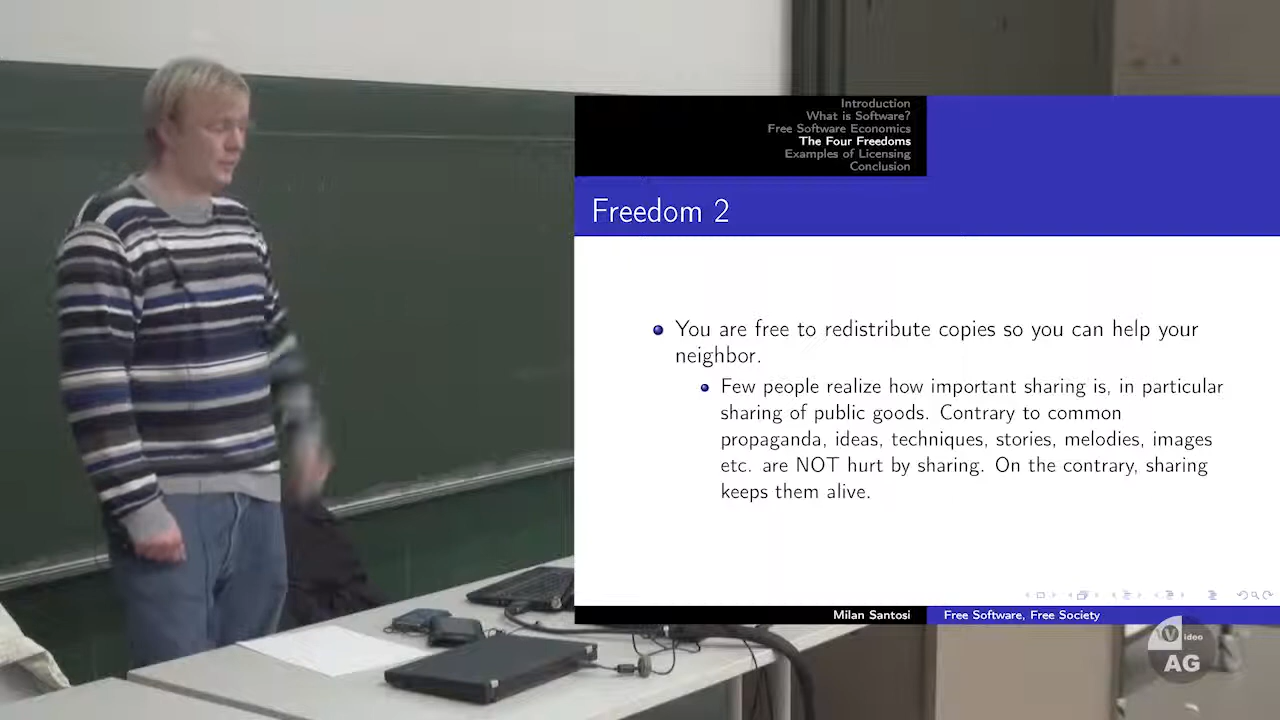 Introduction
What is Software?
Free Software Economics
The Four Freedoms
Examples of Licensing
Conclusion
Freedom 2
You are free to redistribute copies so you can help your
neighbor.
Few people realize how important sharing is, in particular
sharing of public goods. Contrary to common
propaganda, ideas, techniques, stories, melodies, images
etc. are NOT hurt by sharing. On the contrary, sharing
keeps them alive.
Milan Santosi
Free Software, Free Society
Video
AG